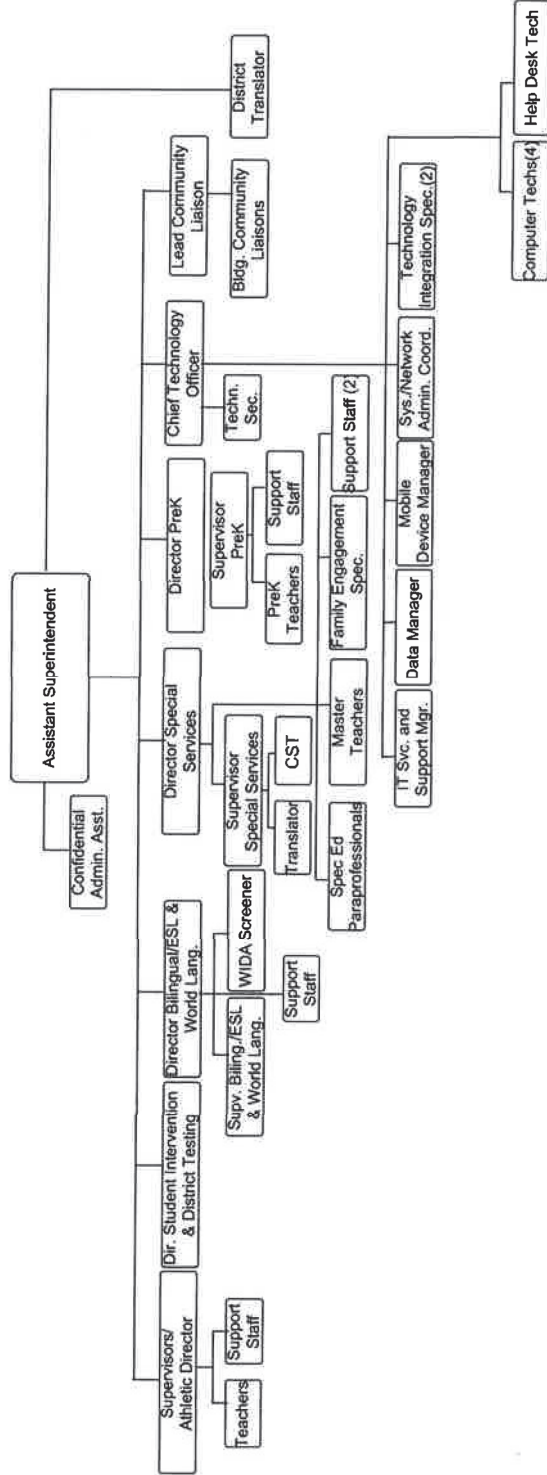 Assistant Superintendent
Confidential
Admin. Asst.
Supervisors/
Athletic Director
Dir. Student Intervention
& District Testing
Director Bilingual/ESL &
World Lang.
Director Special
Services
Director PreK
Chief Technology
Officer
Lead Community
Liaison
District
Translator
Teachers
Support
Staff
Supv. Biling./ESL
& World Lang.
WIDA Screener
Support
Staff
Supervisor
Special Services
Translator
CST
Spec Ed
Paraprofessionals
Master
Teachers
Family Engagement
Spec.
Support Staff (2)
Supervisor
PreK
PreK
Teachers
Support
Staff
Techn.
Sec.
Bldg. Community
Liaisons
IT Svc. and
Support Mgr.
Data Manager
Mobile
Device Manager
Sys./Network
Admin. Coord.
Technology
Integration Spec.(2)
Computer Techs(4)
Help Desk Tech